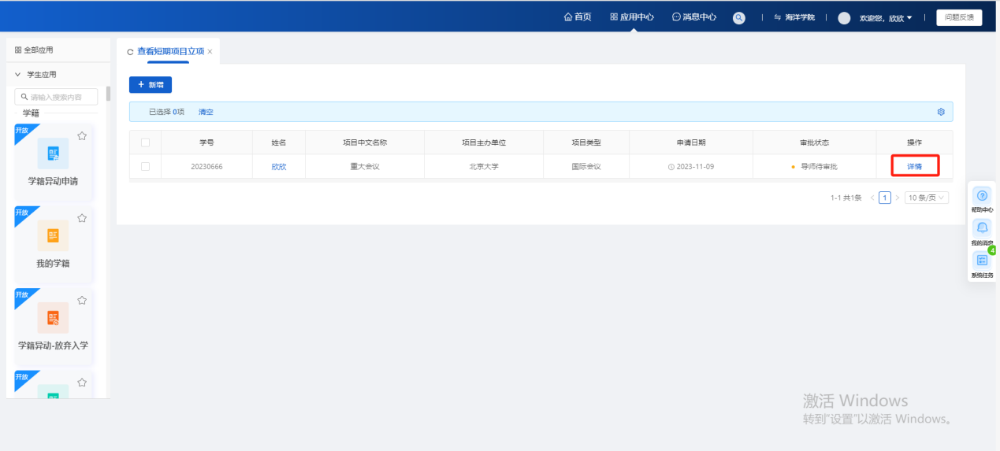 首页 应用中心 消息中心 海洋学院 欢迎您, 欣欣 问题反馈
全部应用
学生应用
请输入搜索内容
学籍
开放
学籍异动申请
开放
我的学籍
开放
学籍异动-放弃入学
开放
查看短期项目立项
+ 新增
已选择 0项 清空
学号 姓名 项目中文名称 项目主办单位 项目类型 申请日期 审批状态 操作
20230666 欣欣 重大会议 北京大学 国际会议 2023-11-09 导师待审批 详情
1-1 共1条 < 1 > 10 条/页
帮助中心
我的消息
4
系统任务
激活 Windows
转到"设置"以激活 Windows。